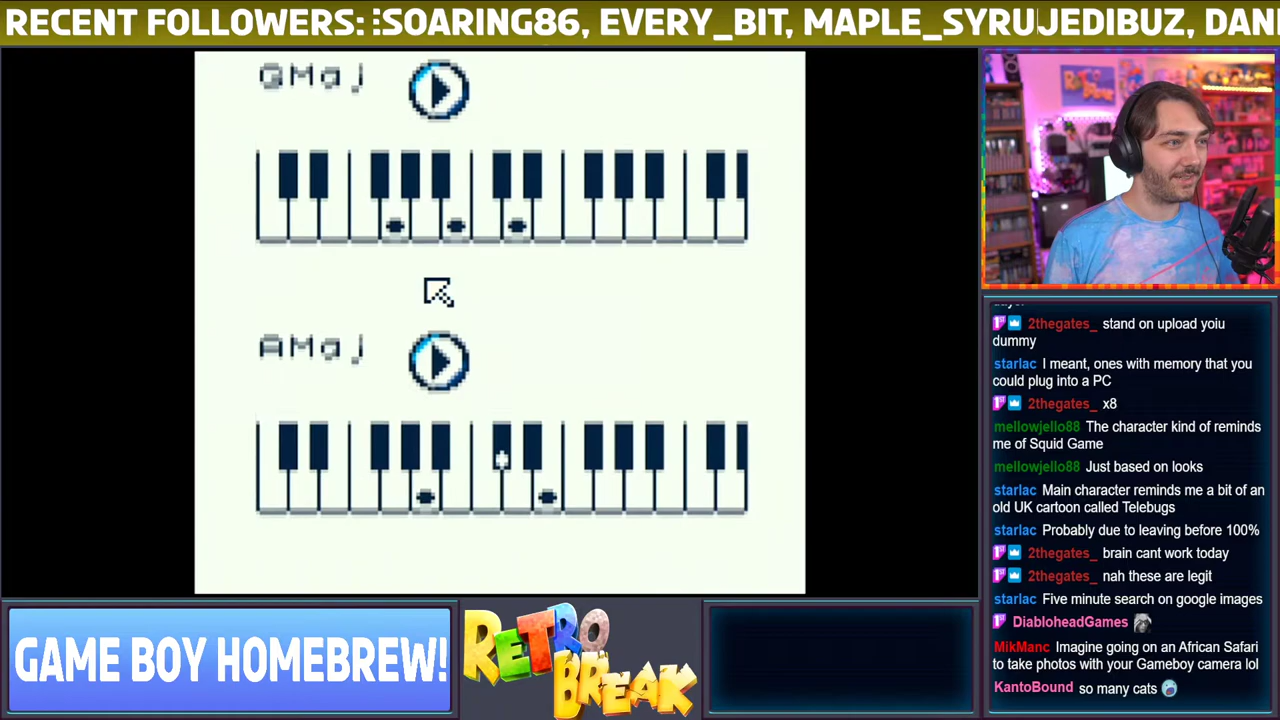 RECENT FOLLOWERS: SOARING86, EVERY_BIT, MAPLE_SYRUJEDIBUZ, DAN
GMaj
AMaj
2thegates_ stand on upload yoiu
dummy
starlac I meant, ones with memory that you
could plug into a PC
2thegates_ x8
mellowjello88 The character kind of reminds
me of Squid Game
mellowjello88 Just based on looks
starlac Main character reminds me a bit of an
old UK cartoon called Telebugs
starlac Probably due to leaving before 100%
2thegates_ brain cant work today
2thegates_ nah these are legit
starlac Five minute search on google images
DiabloheadGames
MikManc Imagine going on an African Safari
to take photos with your Gameboy camera lol
KantoBound so many cats
GAME BOY HOMEBREW!
RETRO
BREAK